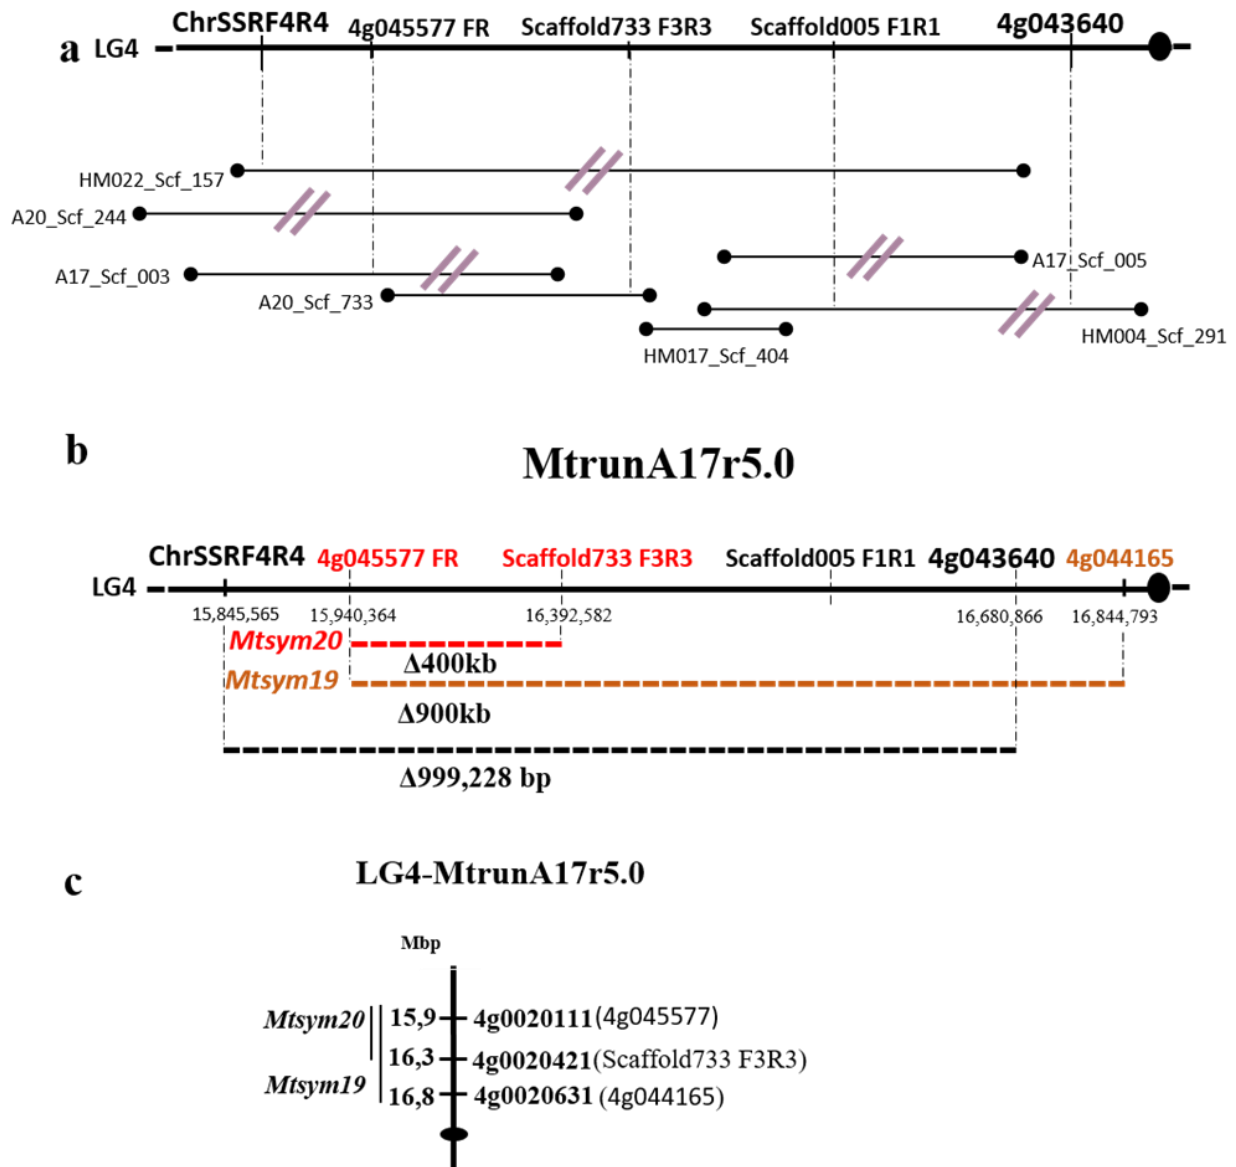 a
ChrSSRF4R4 4g045577 FR Scaffold733 F3R3 Scaffold005 F1R1 4g043640
LG4
HM022_Scf_157
A20_Scf_244
A17_Scf_005
A17_Scf_003
A20_Scf_733
HM004_Scf_291
HM017_Scf_404
b
MtrunA17r5.0
ChrSSRF4R4 4g045577 FR Scaffold733 F3R3 Scaffold005 F1R1 4g043640 4g044165
LG4
15,845,565 15,940,364 16,392,582 16,680,866 16,844,793
Mtsym20
Δ400kb
Mtsym19
Δ900kb
Δ999,228 bp
c
LG4-MtrunA17r5.0
Mbp
Mtsym20 15,9 4g0020111(4g045577)
16,3 4g0020421(Scaffold733 F3R3)
Mtsym19 16,8 4g0020631 (4g044165)